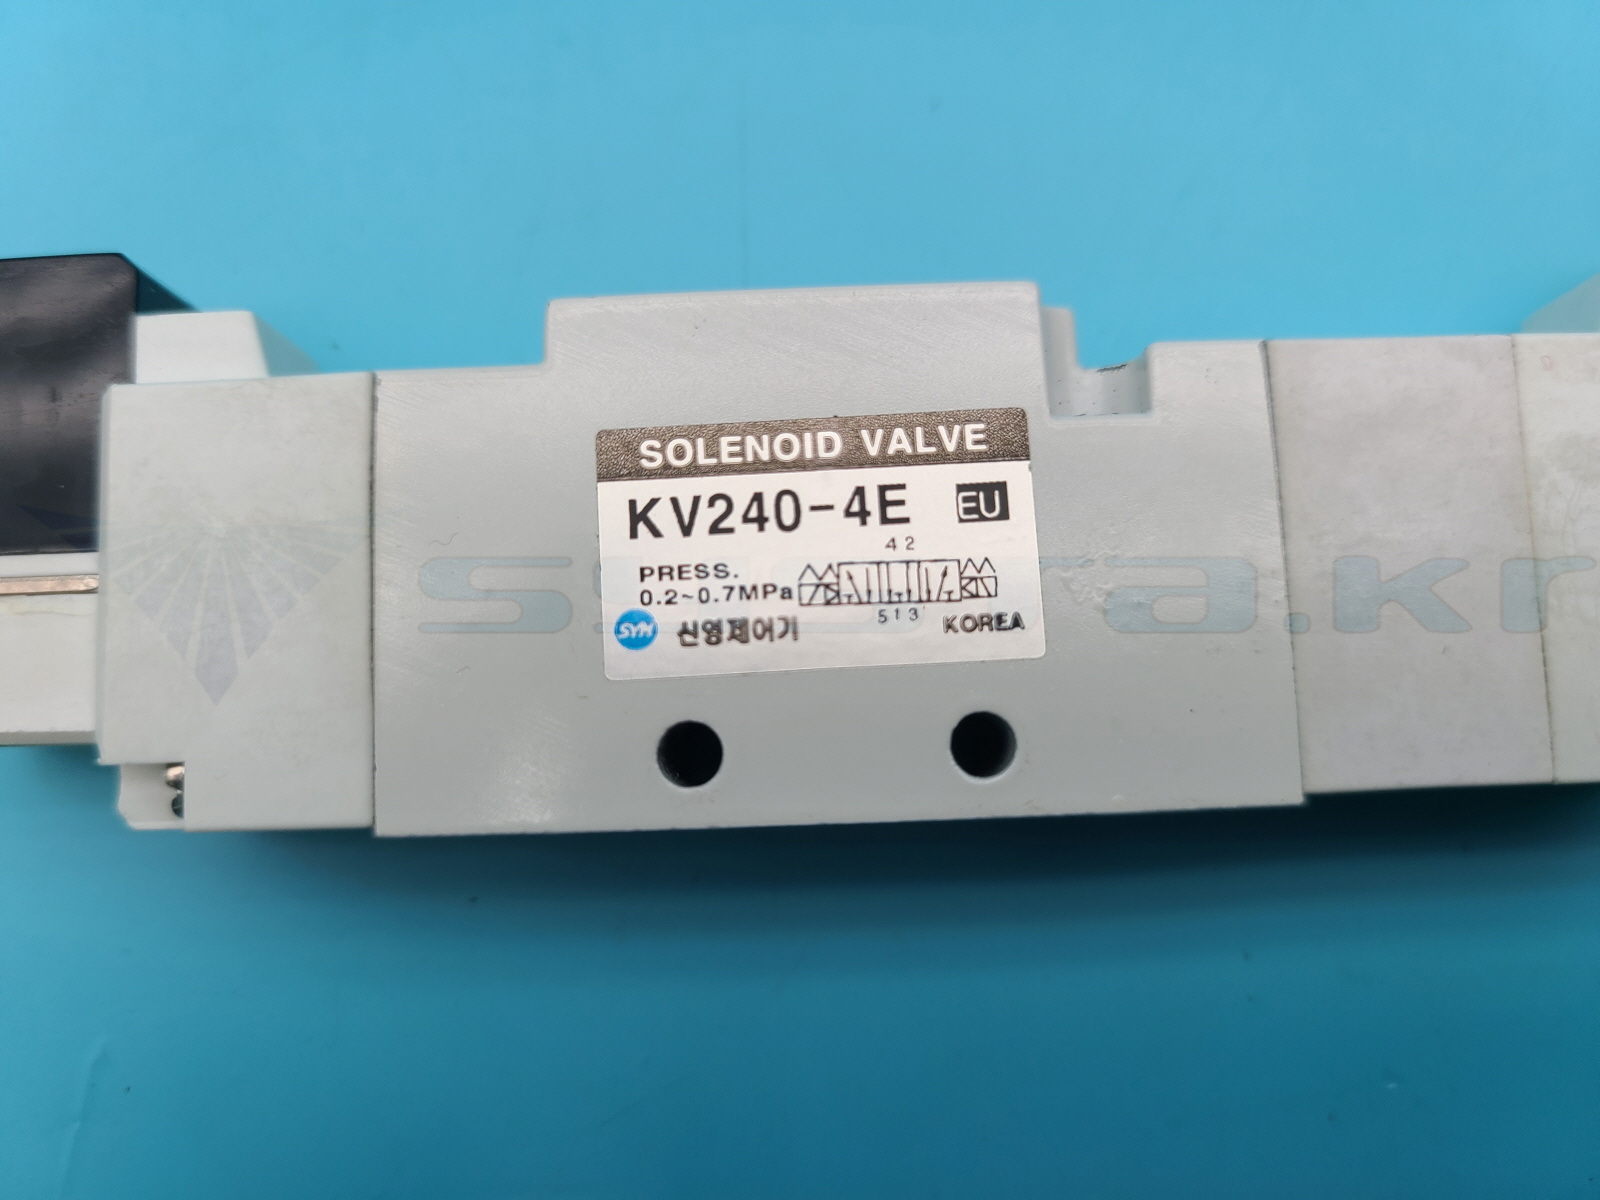 SOLENOID VALVE
KV240-4E EU
4 2
PRESS.
0.2~0.7MPa
5 1 3
SYM 신영제어기 KOREA